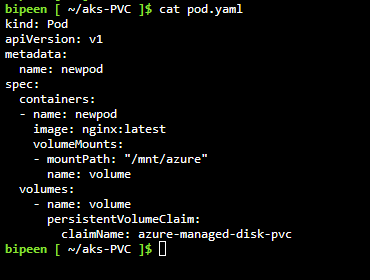 bipeen [ ~/aks-PVC ]$ cat pod.yaml
kind: Pod
apiVersion: v1
metadata:
  name: newpod
spec:
  containers:
  - name: newpod
    image: nginx:latest
    volumeMounts:
    - mountPath: "/mnt/azure"
      name: volume
  volumes:
    - name: volume
      persistentVolumeClaim:
        claimName: azure-managed-disk-pvc
bipeen [ ~/aks-PVC ]$